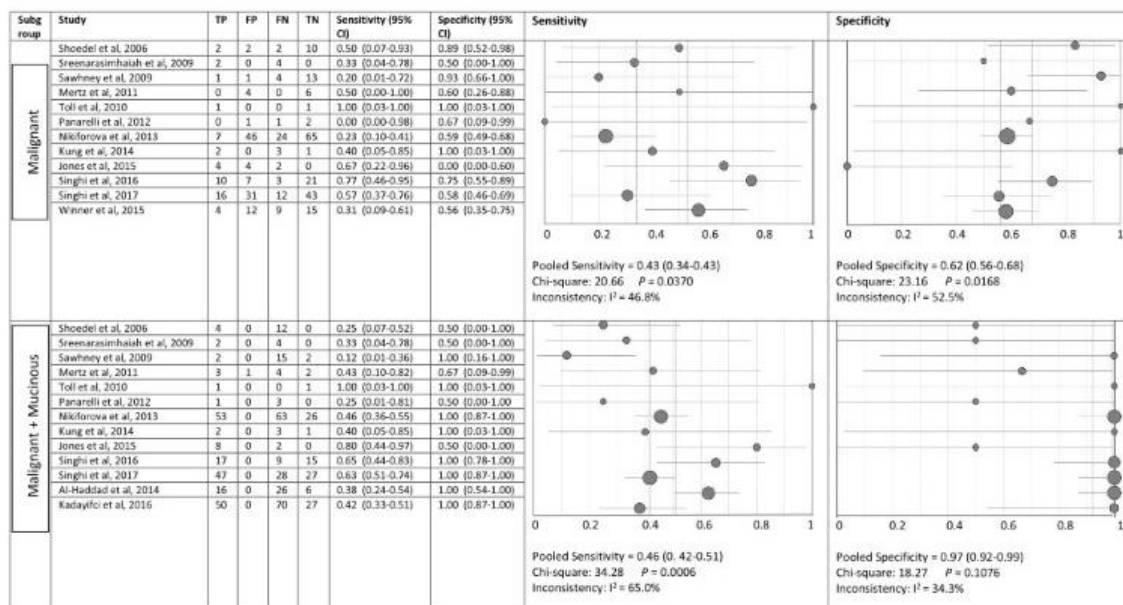 Subg roup Study TP FP FN TN Sensitivity (95% CI) Specificity (95% CI) Sensitivity Specificity
Malignant
Shoedel et al, 2006 2 2 2 10 0.50 (0.07-0.93) 0.89 (0.52-0.98)
Sreenarasimhaiah et al, 2009 2 0 4 0 0.33 (0.04-0.78) 0.50 (0.00-1.00)
Sawhney et al, 2009 1 1 4 13 0.20 (0.01-0.72) 0.93 (0.66-1.00)
Mertz et al, 2011 0 4 0 6 0.50 (0.00-1.00) 0.60 (0.26-0.88)
Toll et al, 2010 1 0 0 1 1.00 (0.03-1.00) 1.00 (0.03-1.00)
Panarelli et al, 2012 0 1 1 2 0.00 (0.00-0.98) 0.67 (0.09-0.99)
Nikiforova et al, 2013 7 46 24 65 0.23 (0.10-0.41) 0.59 (0.49-0.68)
Kung et al, 2014 2 0 3 1 0.40 (0.05-0.85) 1.00 (0.03-1.00)
Jones et al, 2015 4 4 2 0 0.67 (0.22-0.96) 0.00 (0.00-0.60)
Singhi et al, 2016 10 7 3 21 0.77 (0.46-0.95) 0.75 (0.55-0.89)
Singhi et al, 2017 16 31 12 43 0.57 (0.37-0.76) 0.58 (0.46-0.69)
Winner et al, 2015 4 12 9 15 0.31 (0.09-0.61) 0.56 (0.35-0.75)
0 0.2 0.4 0.6 0.8 1
0 0.2 0.4 0.6 0.8 1
Pooled Sensitivity = 0.43 (0.34-0.43)
Chi-square: 20.66 P = 0.0370
Inconsistency: I² = 46.8%
Pooled Specificity = 0.62 (0.56-0.68)
Chi-square: 23.16 P = 0.0168
Inconsistency: I² = 52.5%
Malignant + Mucinous
Shoedel et al, 2006 4 0 12 0 0.25 (0.07-0.52) 0.50 (0.00-1.00)
Sreenarasimhaiah et al, 2009 2 0 4 0 0.33 (0.04-0.78) 0.50 (0.00-1.00)
Sawhney et al, 2009 2 0 15 2 0.12 (0.01-0.36) 1.00 (0.16-1.00)
Mertz et al, 2011 3 1 4 2 0.43 (0.10-0.82) 0.67 (0.09-0.99)
Toll et al, 2010 1 0 0 1 1.00 (0.03-1.00) 1.00 (0.03-1.00)
Panarelli et al, 2012 1 0 3 0 0.25 (0.01-0.81) 0.50 (0.00-1.00
Nikiforova et al, 2013 53 0 63 26 0.46 (0.36-0.55) 1.00 (0.87-1.00)
Kung et al, 2014 2 0 3 1 0.40 (0.05-0.85) 1.00 (0.03-1.00)
Jones et al, 2015 8 0 2 0 0.80 (0.44-0.97) 0.50 (0.00-1.00)
Singhi et al, 2016 17 0 9 15 0.65 (0.44-0.83) 1.00 (0.78-1.00)
Singhi et al, 2017 47 0 28 27 0.63 (0.51-0.74) 1.00 (0.87-1.00)
Al-Haddad et al, 2014 16 0 26 6 0.38 (0.24-0.54) 1.00 (0.54-1.00)
Kadayifci et al, 2016 50 0 70 27 0.42 (0.33-0.51) 1.00 (0.87-1.00)
0 0.2 0.4 0.6 0.8 1
0 0.2 0.4 0.6 0.8 1
Pooled Sensitivity = 0.46 (0. 42-0.51)
Chi-square: 34.28 P = 0.0006
Inconsistency: I² = 65.0%
Pooled Specificity = 0.97 (0.92-0.99)
Chi-square: 18.27 P = 0.1076
Inconsistency: I² = 34.3%